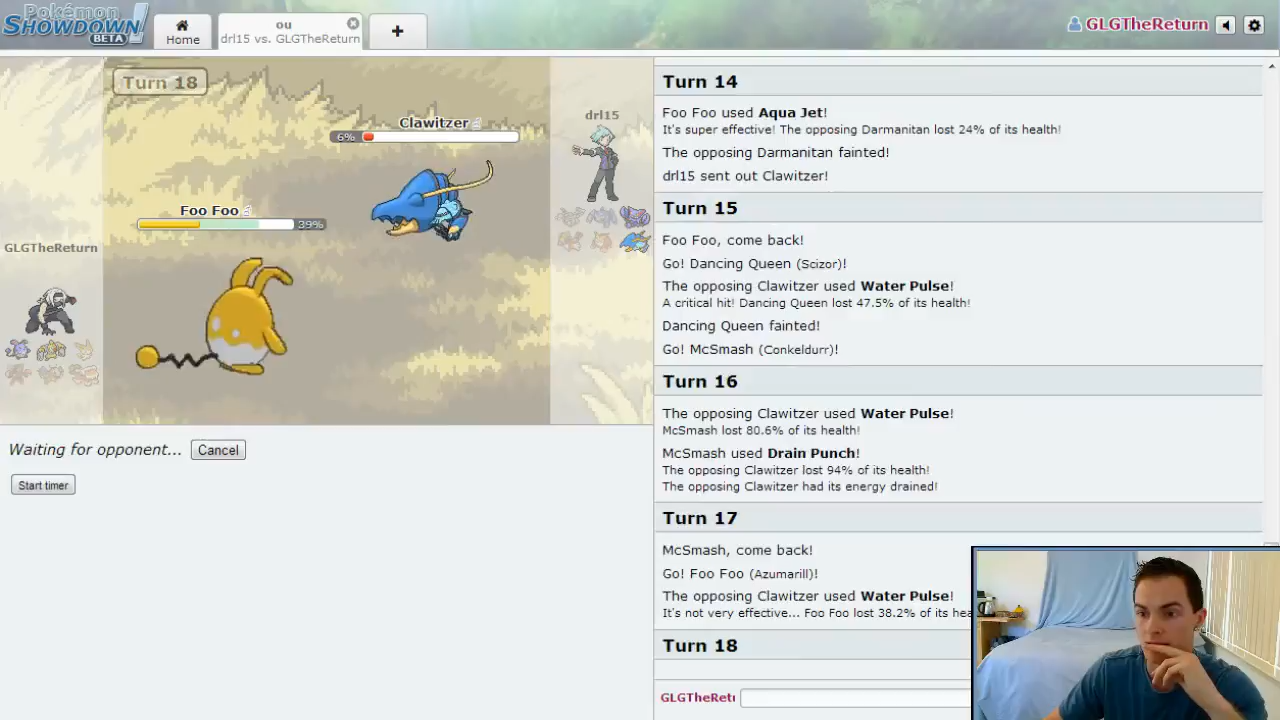 Pokémon
SHOWDOWN!
BETA
Home
ou
drl15 vs. GLGTheReturn
+
GLGTheReturn
Turn 18
Clawitzer
6%
Foo Foo
39%
GLGTheReturn
drl15
Waiting for opponent... Cancel
Start timer
Turn 14
Foo Foo used Aqua Jet!
It's super effective! The opposing Darmanitan lost 24% of its health!
The opposing Darmanitan fainted!
drl15 sent out Clawitzer!
Turn 15
Foo Foo, come back!
Go! Dancing Queen (Scizor)!
The opposing Clawitzer used Water Pulse!
A critical hit! Dancing Queen lost 47.5% of its health!
Dancing Queen fainted!
Go! McSmash (Conkeldurr)!
Turn 16
The opposing Clawitzer used Water Pulse!
McSmash lost 80.6% of its health!
McSmash used Drain Punch!
The opposing Clawitzer lost 94% of its health!
The opposing Clawitzer had its energy drained!
Turn 17
McSmash, come back!
Go! Foo Foo (Azumarill)!
The opposing Clawitzer used Water Pulse!
It's not very effective... Foo Foo lost 38.2% of its hea
Turn 18
GLGTheRetu